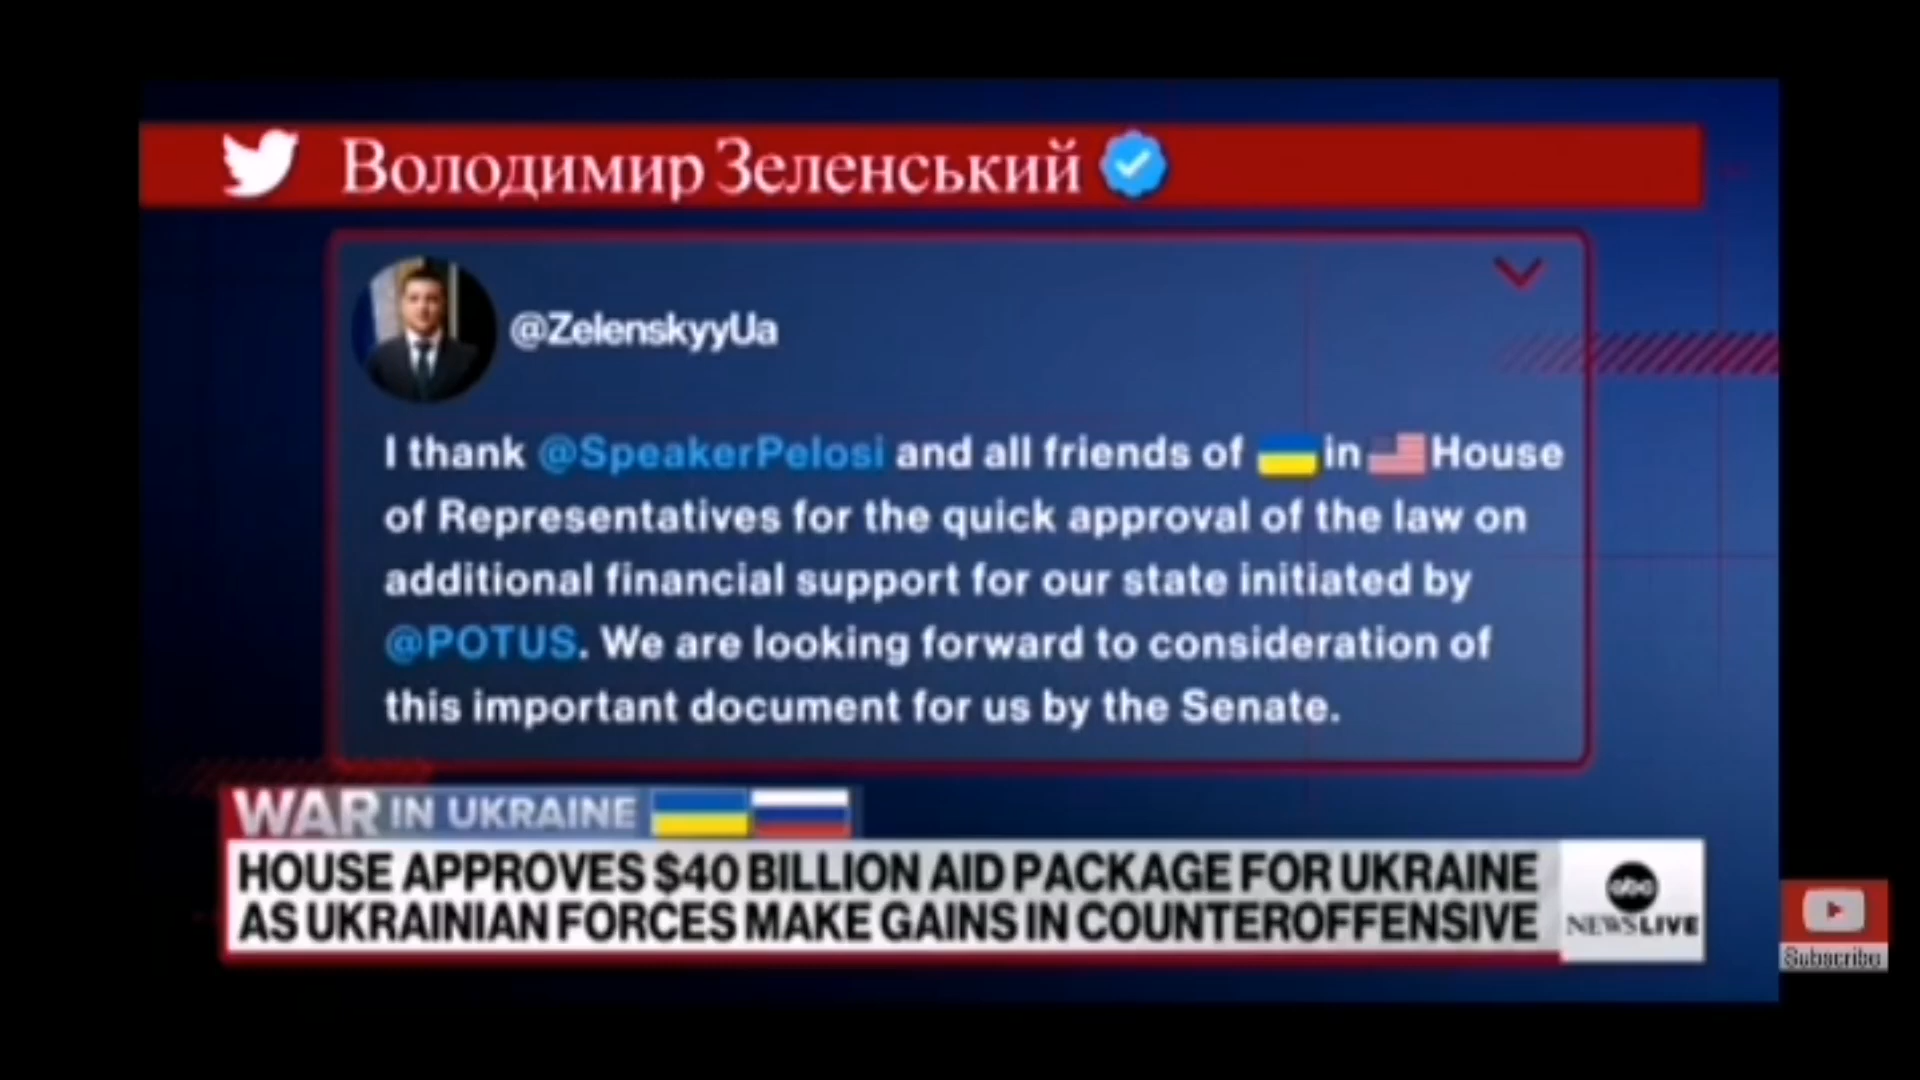 Володимир Зеленський
@ZelenskyyUa
I thank @SpeakerPelosi and all friends of 🇺🇦 in 🇺🇸 House
of Representatives for the quick approval of the law on
additional financial support for our state initiated by
@POTUS. We are looking forward to consideration of
this important document for us by the Senate.
WAR IN UKRAINE
HOUSE APPROVES $40 BILLION AID PACKAGE FOR UKRAINE
AS UKRAINIAN FORCES MAKE GAINS IN COUNTEROFFENSIVE
abc
NEWS LIVE
Subscribe